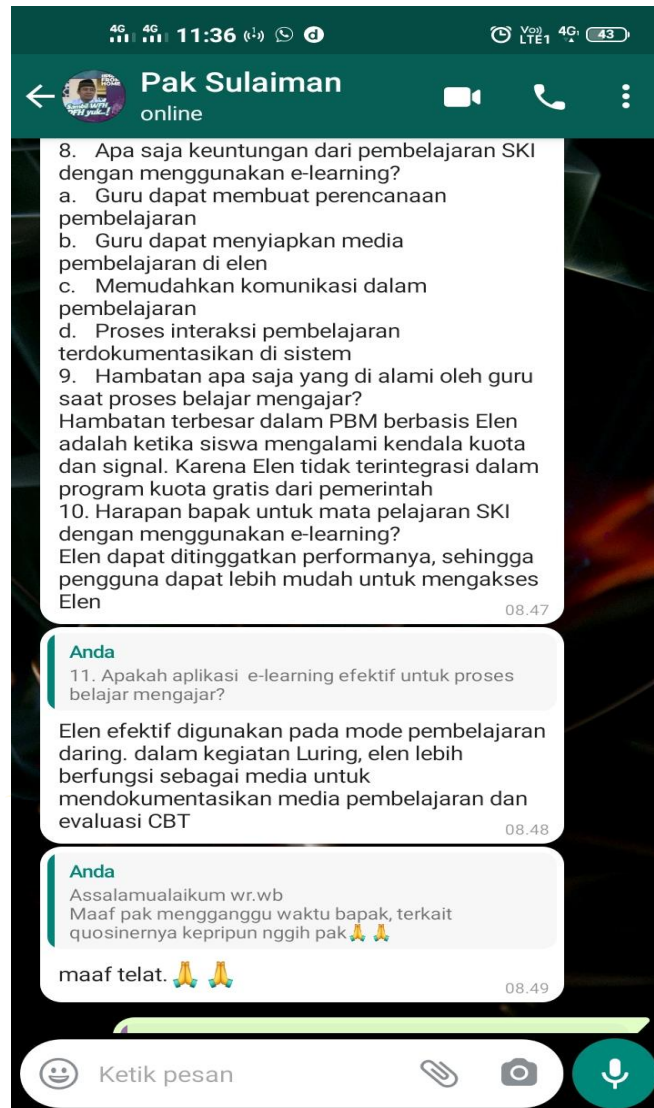 4G 4G 11:36
Vo)) LTE1 4G 43
Pak Sulaiman
online
8. Apa saja keuntungan dari pembelajaran SKI
dengan menggunakan e-learning?
a. Guru dapat membuat perencanaan
pembelajaran
b. Guru dapat menyiapkan media
pembelajaran di elen
c. Memudahkan komunikasi dalam
pembelajaran
d. Proses interaksi pembelajaran
terdokumentasikan di sistem
9. Hambatan apa saja yang di alami oleh guru
saat proses belajar mengajar?
Hambatan terbesar dalam PBM berbasis Elen
adalah ketika siswa mengalami kendala kuota
dan signal. Karena Elen tidak terintegrasi dalam
program kuota gratis dari pemerintah
10. Harapan bapak untuk mata pelajaran SKI
dengan menggunakan e-learning?
Elen dapat ditinggatkan performanya, sehingga
pengguna dapat lebih mudah untuk mengakses
Elen
08.47
Anda
11. Apakah aplikasi e-learning efektif untuk proses
belajar mengajar?
Elen efektif digunakan pada mode pembelajaran
daring. dalam kegiatan Luring, elen lebih
berfungsi sebagai media untuk
mendokumentasikan media pembelajaran dan
evaluasi CBT
08.48
Anda
Assalamualaikum wr.wb
Maaf pak mengganggu waktu bapak, terkait
quosinernya kepripun nggih pak🙏 🙏
maaf telat. 🙏 🙏
08.49
Ketik pesan